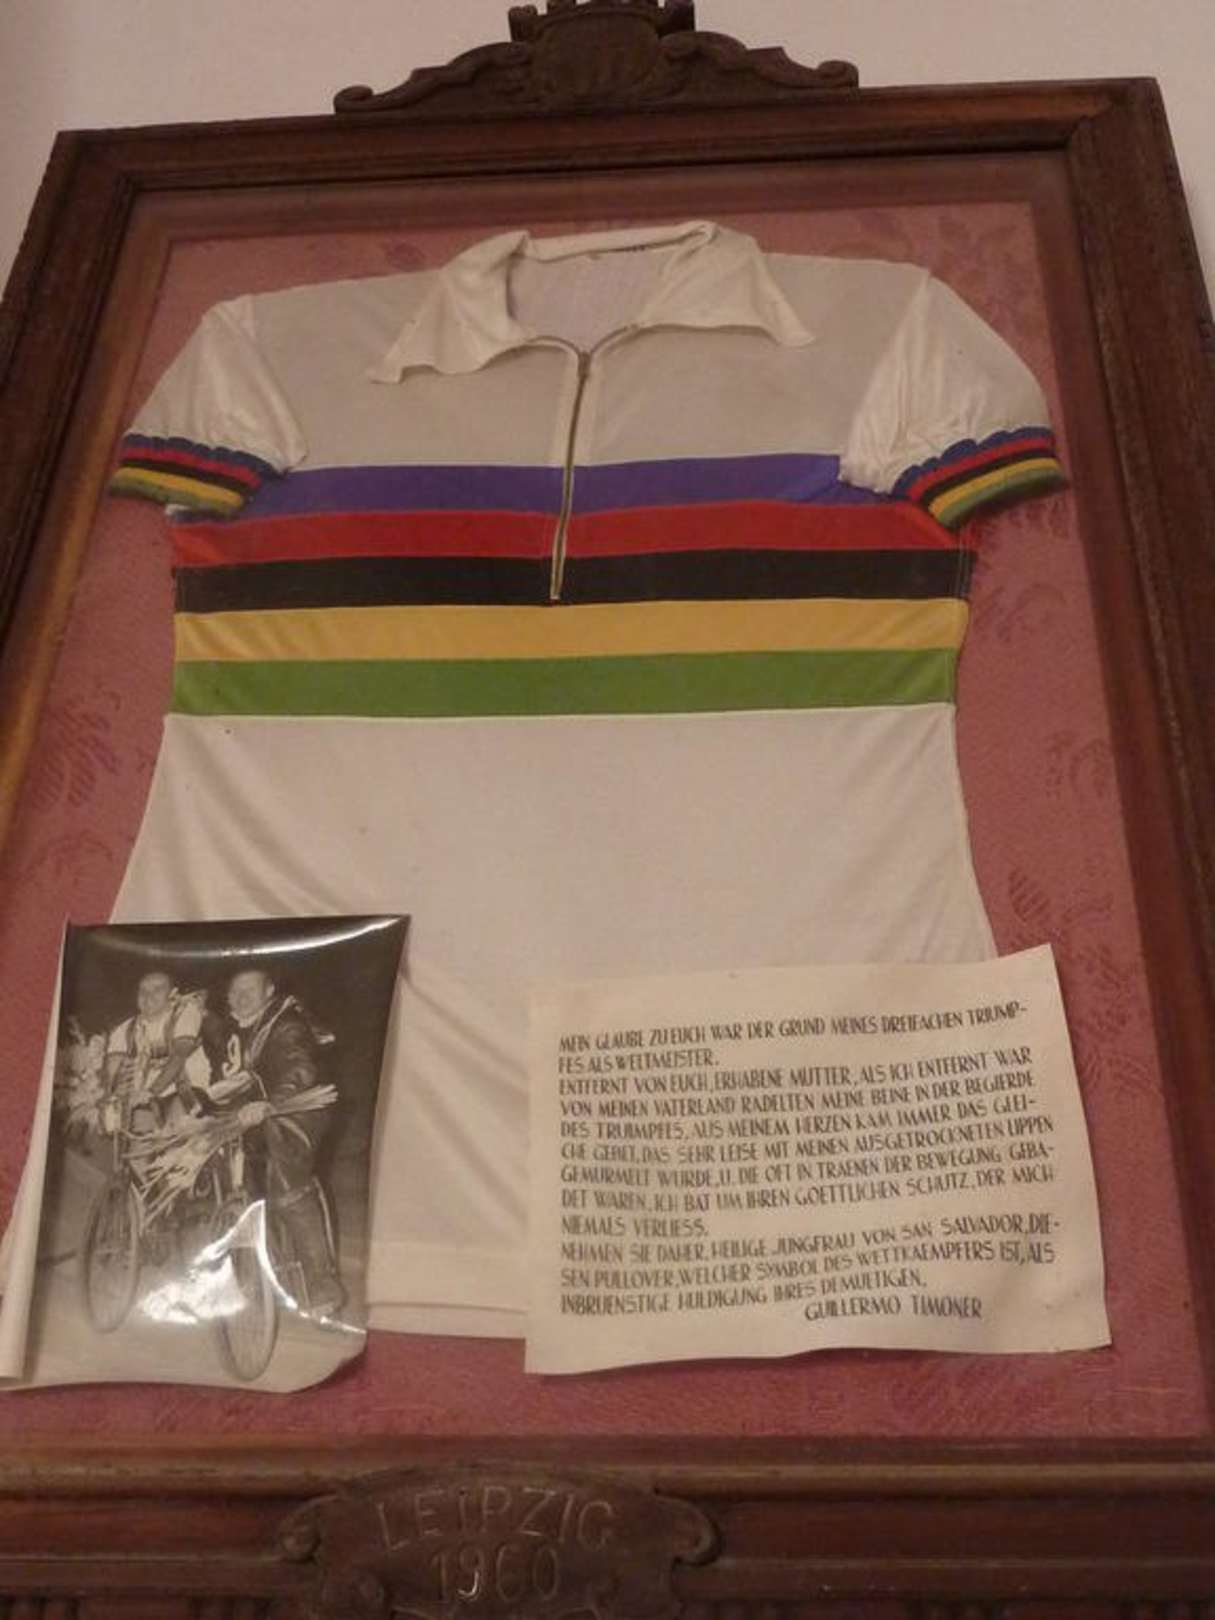 MEIN GLAUBE ZU EUCH WAR DER GRUND MEINES DREIFACHEN TRIUMP-
FES ALS WELTMEISTER.
ENTFERNT VON EUCH, ERHABENE MUTTER, ALS ICH ENTFERNT WAR
VON MEINEN VATERLAND RADELTEN MEINE BEINE IN DER BEGIERDE
DES TRUIMPFLS, AUS MEINEM HERZEN KAM IMMER DAS GLEI-
CHE GEBET, DAS SEHR LEISE MIT MEINEN AUSGETROCKNETEN LIPPEN
GEMURMELT WURDE, U. DIE OFT IN TRAENEN DER BEWEGUNG GEBA-
DET WAREN. ICH BAT UM IHREN GOETTLICHEN SCHUTZ, DER MICH
NIEMALS VERLIESS.
NEHMEN SIE DAHER, HEILIGE JUNGFRAU VON SAN SALVADOR, DIE-
SEN PULLOVER, WELCHER SYMBOL DES WETTKAEMPFERS IST, ALS
INBRUENSTIGE HULDIGUNG IHRES DEMUETIGEN.
GUILLERMO TIMONER
LEIPZIG
1960